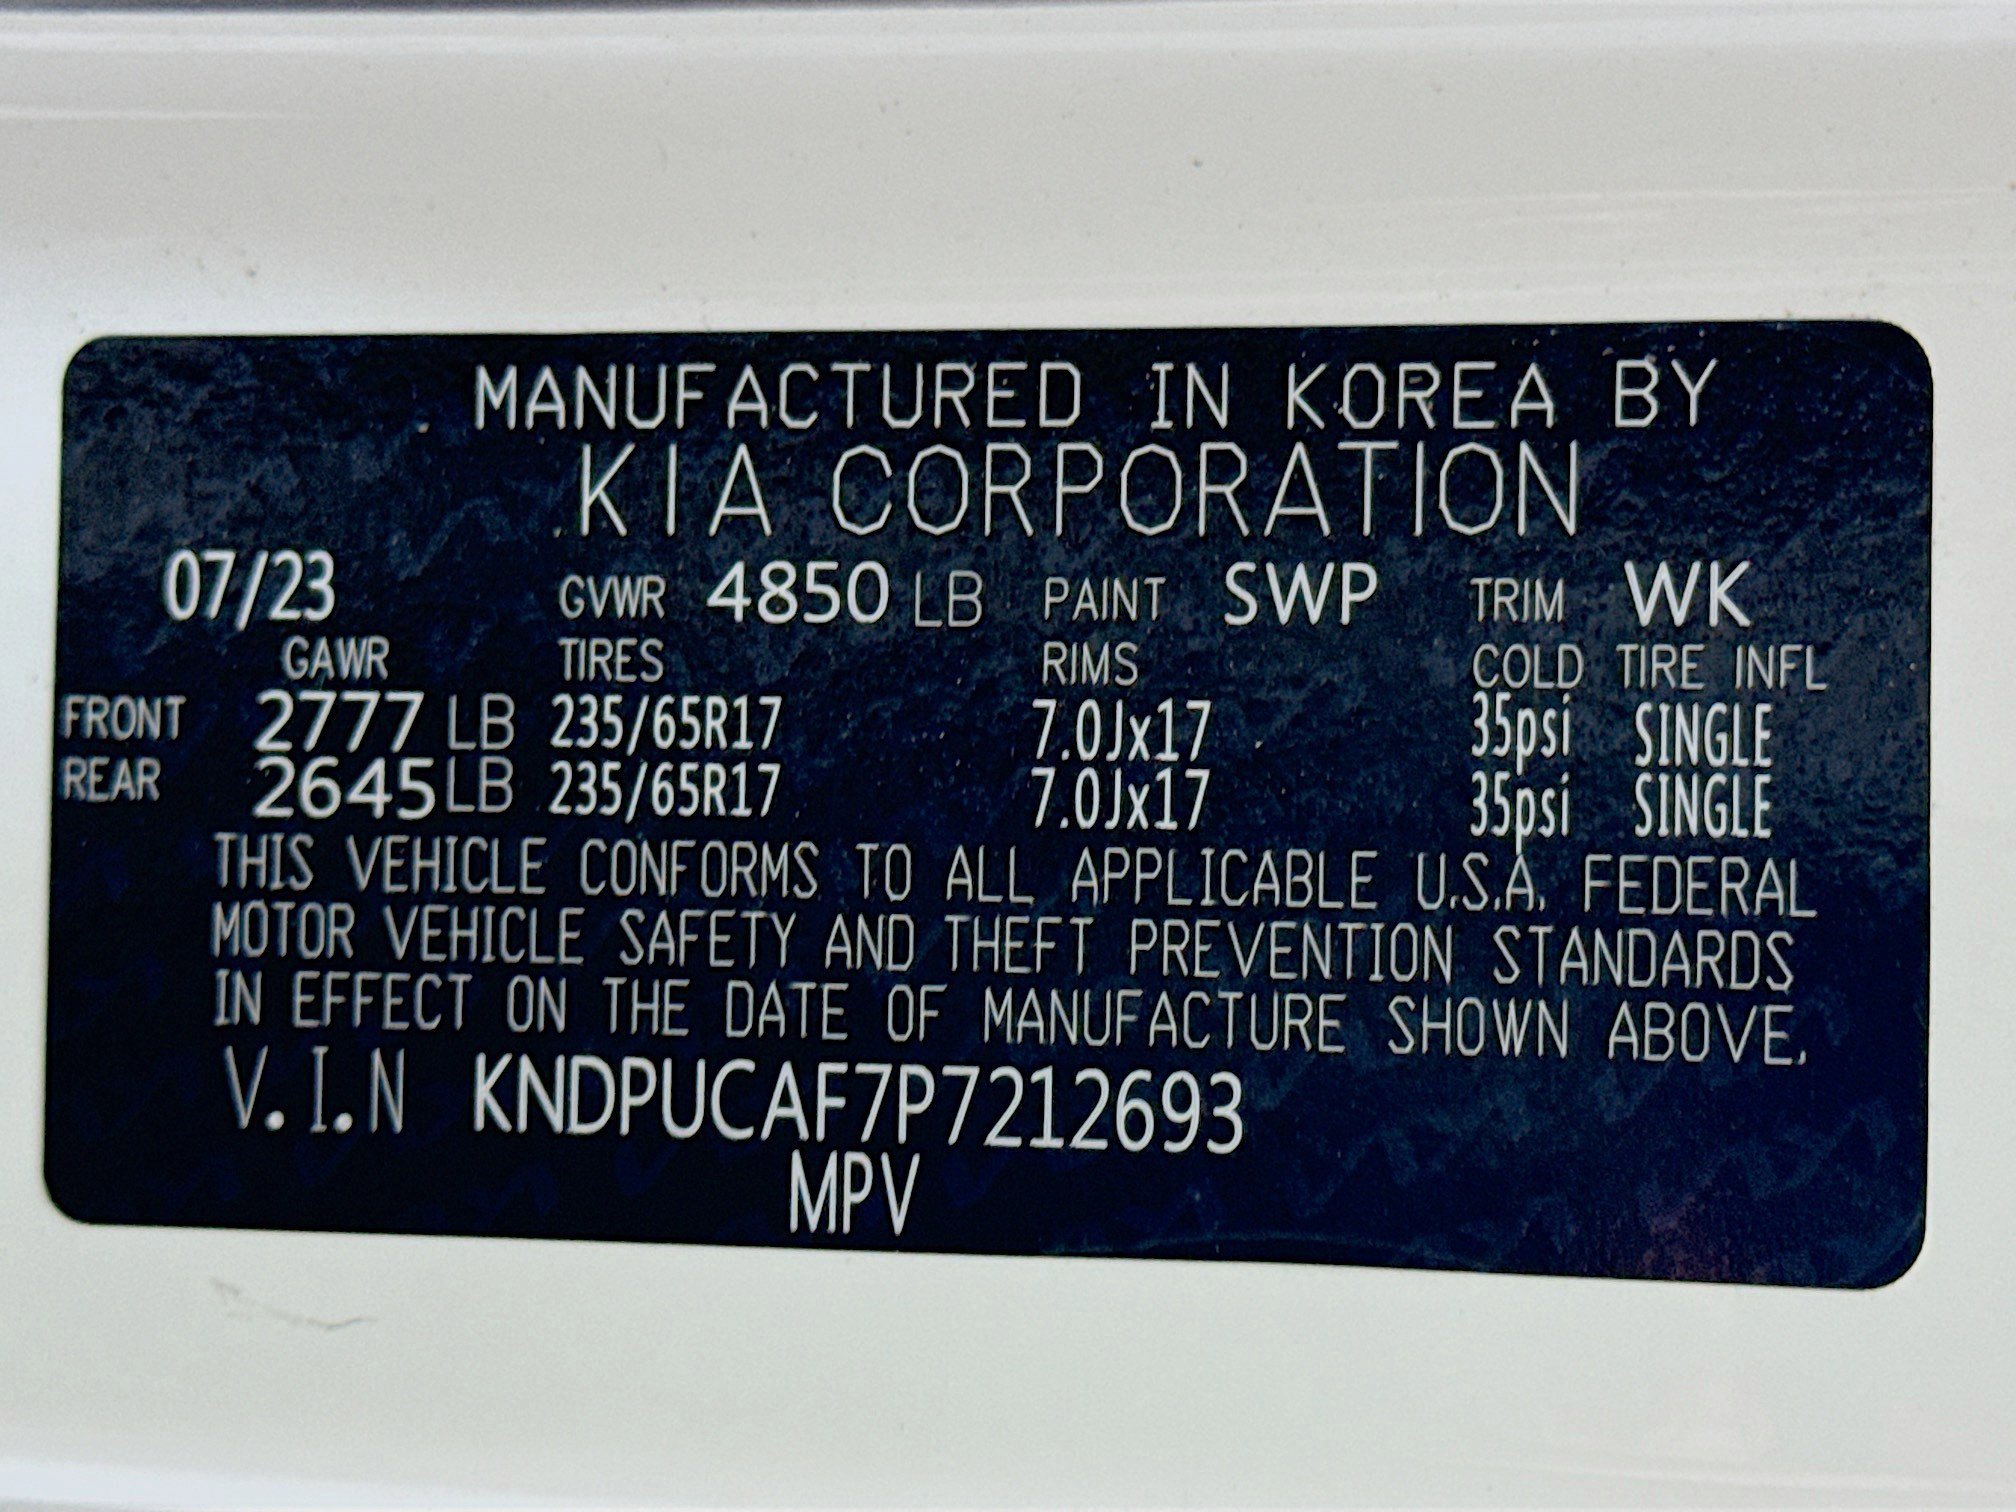 MANUFACTURED IN KOREA BY
KIA CORPORATION
07/23 GVWR 4850 LB PAINT SWP TRIM WK
GAWR TIRES RIMS COLD TIRE INFL
FRONT 2777 LB 235/65R17 7.0Jx17 35psi SINGLE
REAR 2645 LB 235/65R17 7.0Jx17 35psi SINGLE
THIS VEHICLE CONFORMS TO ALL APPLICABLE U.S.A. FEDERAL
MOTOR VEHICLE SAFETY AND THEFT PREVENTION STANDARDS
IN EFFECT ON THE DATE OF MANUFACTURE SHOWN ABOVE.
V.I.N KNDPUCAF7P7212693
MPV